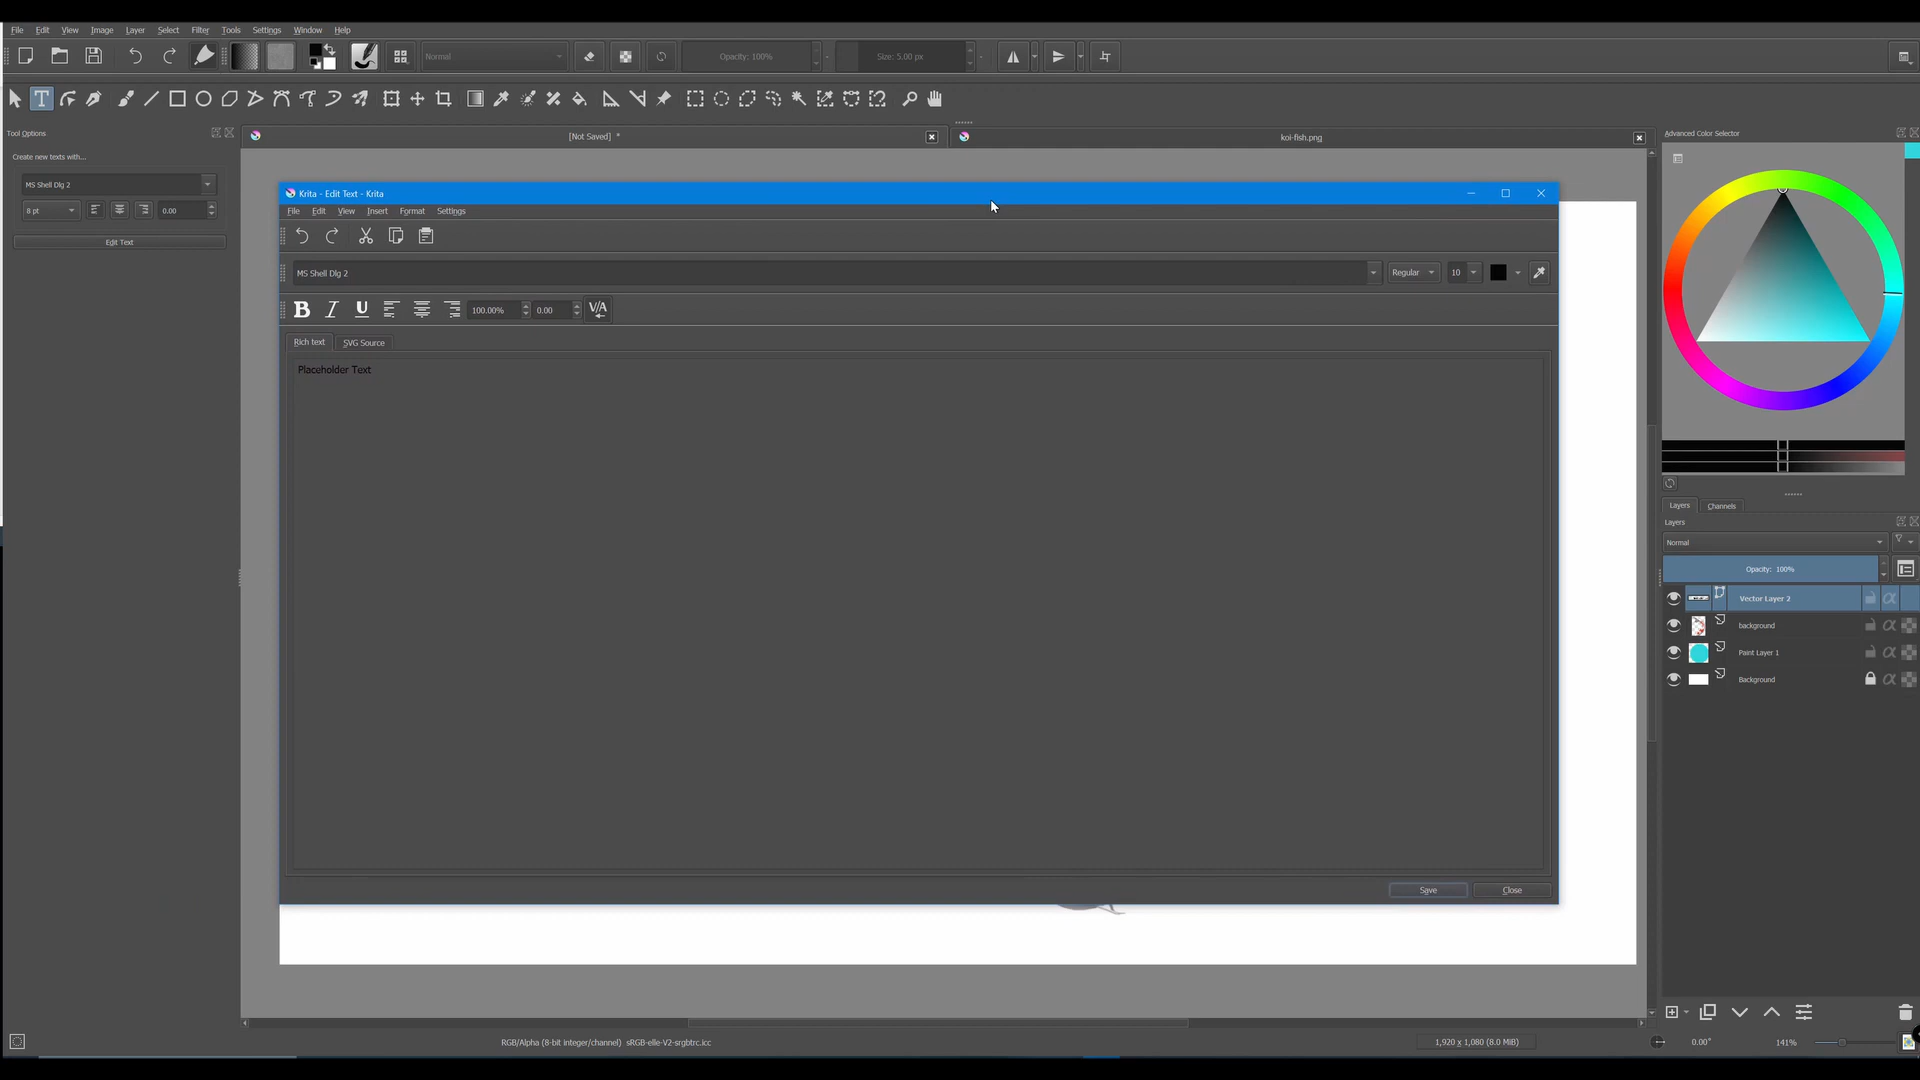 File Edit View Image Layer Select Filter Tools Settings Window Help
Normal Opacity: 100% Size: 5.00 px
Tool Options
[Not Saved] *
koi-fish.png
Advanced Color Selector
Create new texts with...
MS Shell Dlg 2
8 pt 0.00
Edit Text
Krita - Edit Text - Krita
File Edit View Insert Format Settings
MS Shell Dlg 2 Regular 10
B I U 100.00% 0.00 V/A
Rich text SVG Source
Placeholder Text
Save Close
Layers Channels
Layers
Normal
Opacity: 100%
Vector Layer 2
background
Paint Layer 1
Background
RGB/Alpha (8-bit integer/channel) sRGB-elle-V2-srgbtrc.icc
1,920 x 1,080 (8.0 MiB)
0.00°
141%